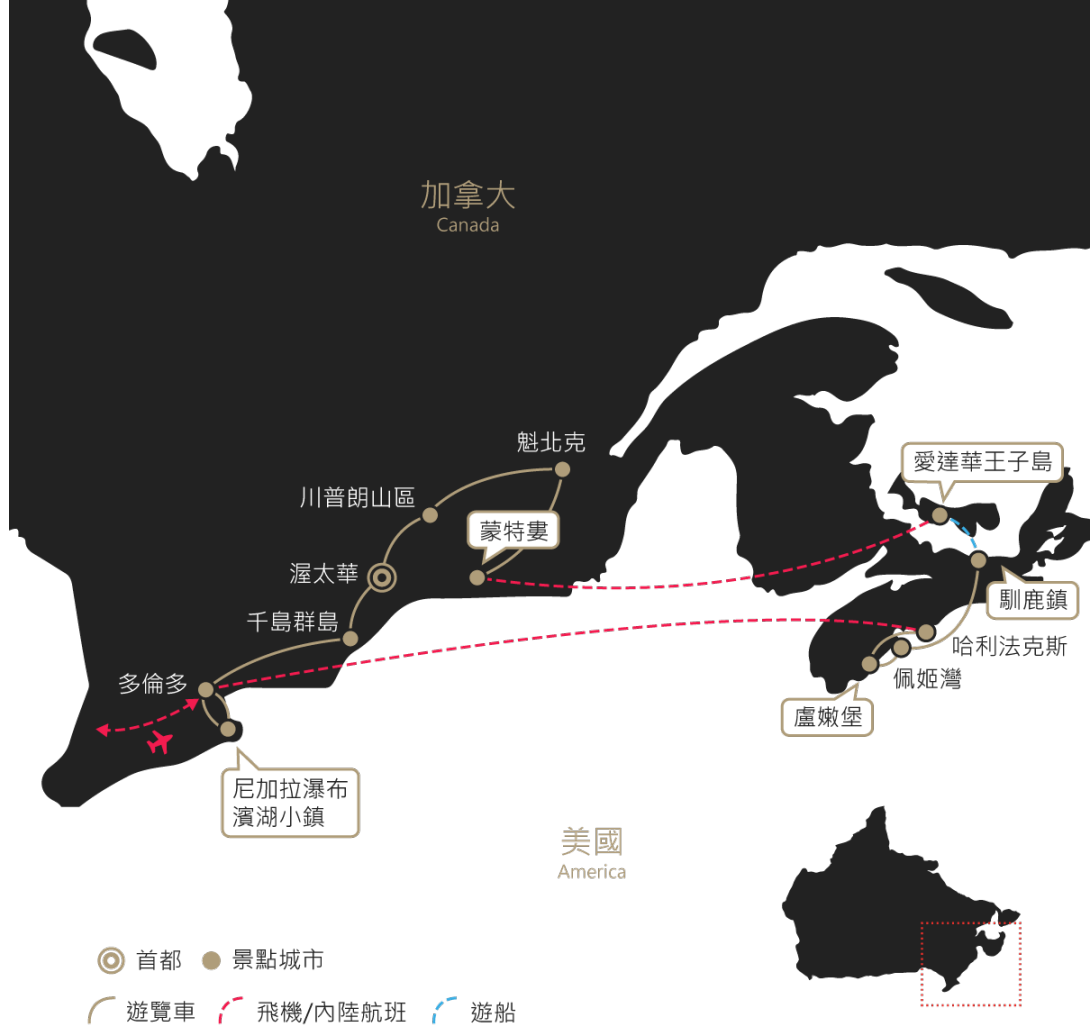 加拿大
Canada
魁北克
愛達華王子島
川普朗山區
蒙特婁
渥太華
馴鹿鎮
千島群島
哈利法克斯
佩姬灣
多倫多
盧嫩堡
尼加拉瀑布
濱湖小鎮
美國
America
首都
景點城市
遊覽車
飛機/內陸航班
遊船